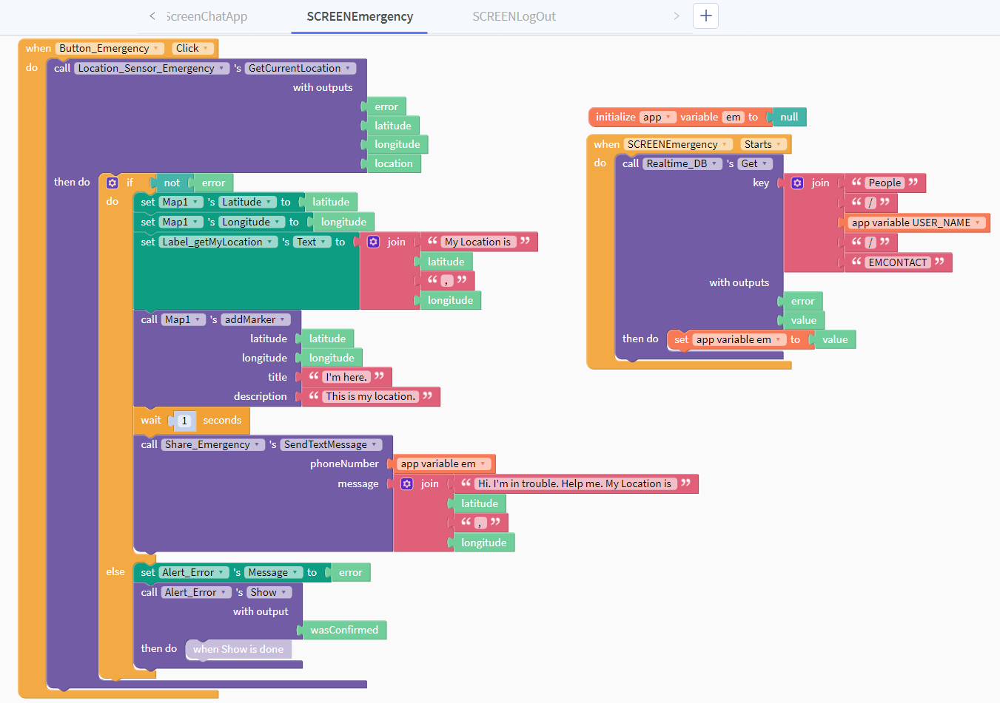 ScreenChatApp SCREENEmergency SCREENLogOut
when Button_Emergency Click
do call Location_Sensor_Emergency 's GetCurrentLocation
with outputs
error
latitude
longitude
location
then do if not error
do set Map1 's Latitude to latitude
set Map1 's Longitude to longitude
set Label_getMyLocation 's Text to join “ My Location is ”
latitude
“ , ”
longitude
call Map1 's addMarker
latitude latitude
longitude longitude
title “ I'm here. ”
description “ This is my location. ”
wait 1 seconds
call Share_Emergency 's SendTextMessage
phoneNumber app variable em
message join “ Hi. I'm in trouble. Help me. My Location is ”
latitude
“ , ”
longitude
else set Alert_Error 's Message to error
call Alert_Error 's Show
with output
wasConfirmed
then do when Show is done
initialize app variable em to null
when SCREENEmergency Starts
do call Realtime_DB 's Get
key join “ People ”
“ / ”
app variable USER_NAME
“ / ”
“ EMCONTACT ”
with outputs
error
value
then do set app variable em to value